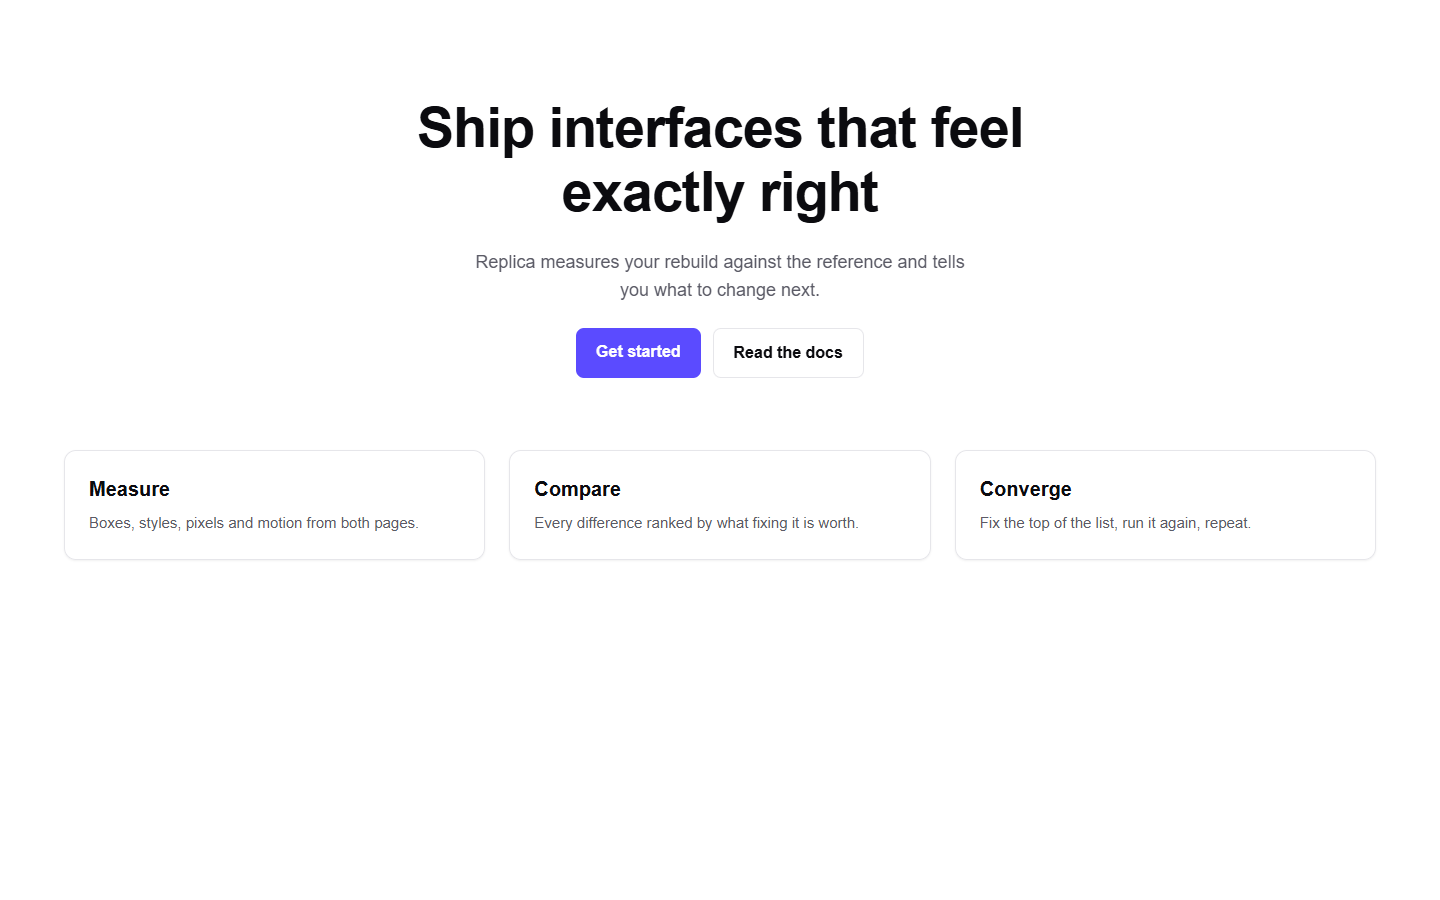 Ship interfaces that feel
exactly right
Replica measures your rebuild against the reference and tells
you what to change next.
Get started
Read the docs
Measure
Boxes, styles, pixels and motion from both pages.
Compare
Every difference ranked by what fixing it is worth.
Converge
Fix the top of the list, run it again, repeat.